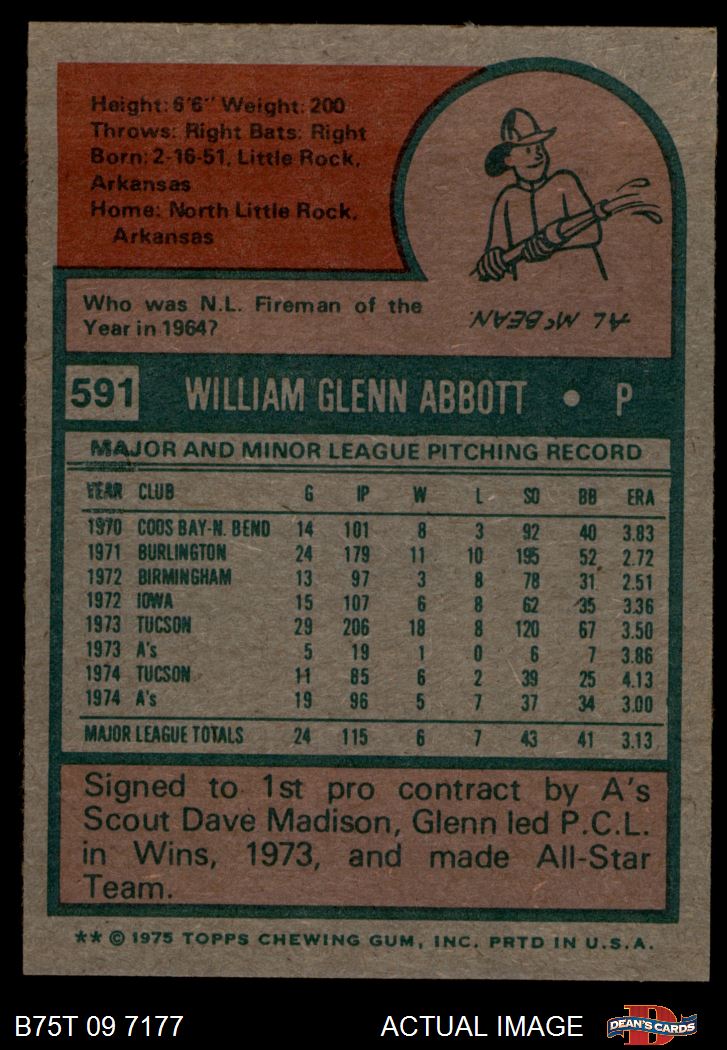 Height: 6'6" Weight: 200
Throws: Right Bats: Right
Born: 2-16-51, Little Rock,
Arkansas
Home: North Little Rock,
Arkansas
Who was N.L. Fireman of the
Year in 1964?
AL McBEAN.
591 WILLIAM GLENN ABBOTT • P
MAJOR AND MINOR LEAGUE PITCHING RECORD
YEAR CLUB G IP W L SO BB ERA
1970 COOS BAY-N. BEND 14 101 8 3 92 40 3.83
1971 BURLINGTON 24 179 11 10 195 52 2.72
1972 BIRMINGHAM 13 97 3 8 78 31 2.51
1972 IOWA 15 107 6 8 62 35 3.36
1973 TUCSON 29 206 18 8 120 67 3.50
1973 A's 5 19 1 0 6 7 3.86
1974 TUCSON 11 85 6 2 39 25 4.13
1974 A's 19 96 5 7 37 34 3.00
MAJOR LEAGUE TOTALS 24 115 6 7 43 41 3.13
Signed to 1st pro contract by A's
Scout Dave Madison, Glenn led P.C.L.
in Wins, 1973, and made All-Star
Team.
** © 1975 TOPPS CHEWING GUM, INC. PRTD IN U.S.A.
B75T 09 7177 ACTUAL IMAGE DEAN'S CARDS